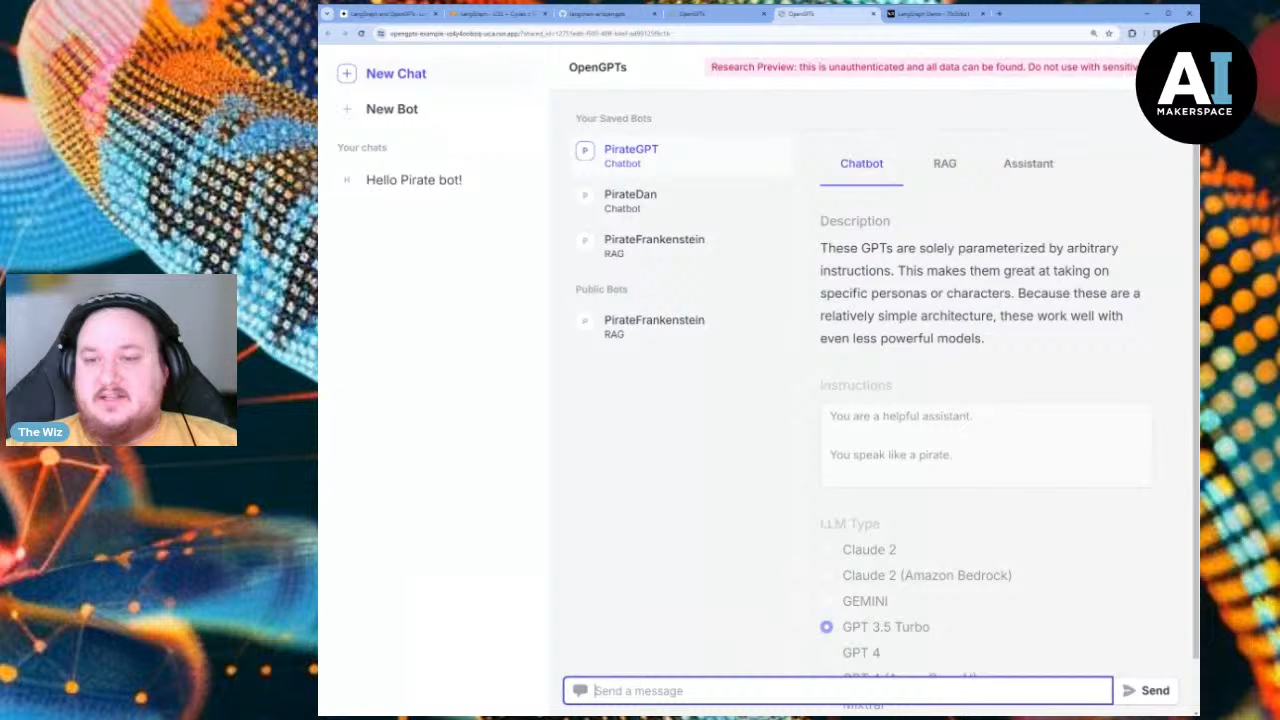 OpenGPTs
OpenGPTs
New Chat
New Bot
Your chats
H
Hello Pirate bot!
OpenGPTs
Research Preview: this is unauthenticated and all data can be found. Do not use with sensitiv
Your Saved Bots
P
PirateGPT
Chatbot
P
PirateDan
Chatbot
P
PirateFrankenstein
RAG
Public Bots
P
PirateFrankenstein
RAG
Chatbot
RAG
Assistant
Description
These GPTs are solely parameterized by arbitrary
instructions. This makes them great at taking on
specific personas or characters. Because these are a
relatively simple architecture, these work well with
even less powerful models.
Instructions
You are a helpful assistant.
You speak like a pirate.
LLM Type
Claude 2
Claude 2 (Amazon Bedrock)
GEMINI
GPT 3.5 Turbo
GPT 4
Mixtral
Send a message
Send
AI
MAKERSPACE
The Wiz